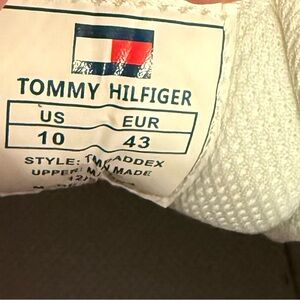 TOMMY HILFIGER
US EUR
10 43
STYLE:
UPPER: MADE